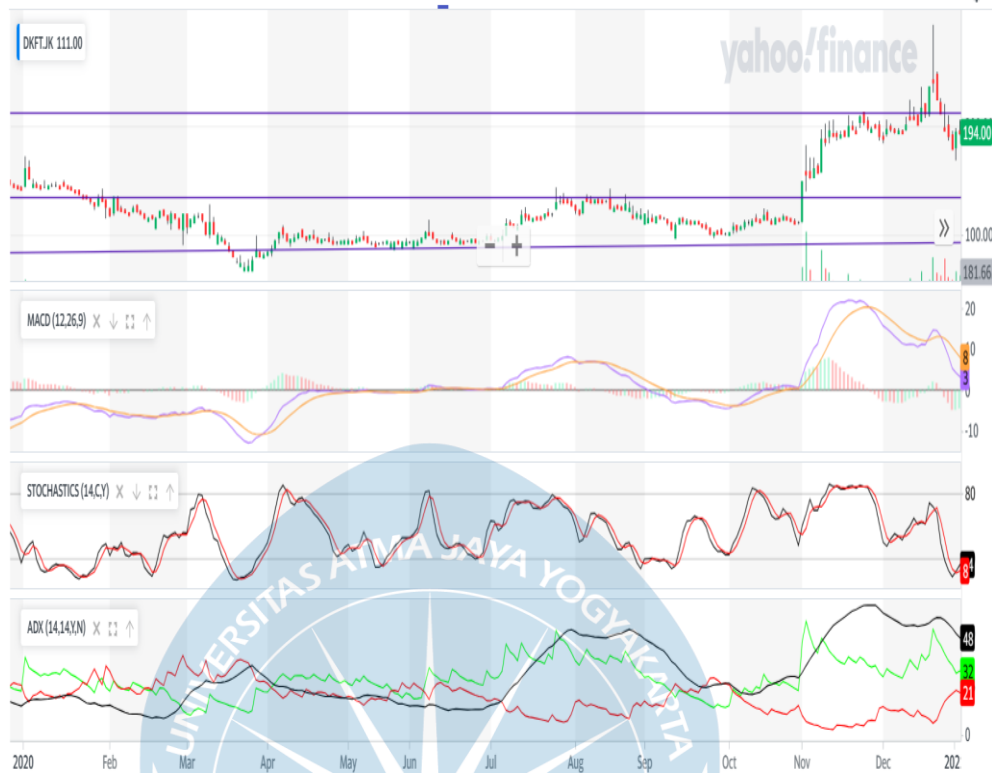 DKFT.JK 111.00
yahoo!finance
194.00
100.00
181.66
MACD (12,26,9)
20
10
8
3
0
-10
STOCHASTICS (14,C,Y)
80
8
ADX (14,14,Y,N)
48
32
21
0
UNIVERSITAS ATMA JAYA YOGYAKARTA
2020 Feb Mar Apr May Jun Jul Aug Sep Oct Nov Dec 202